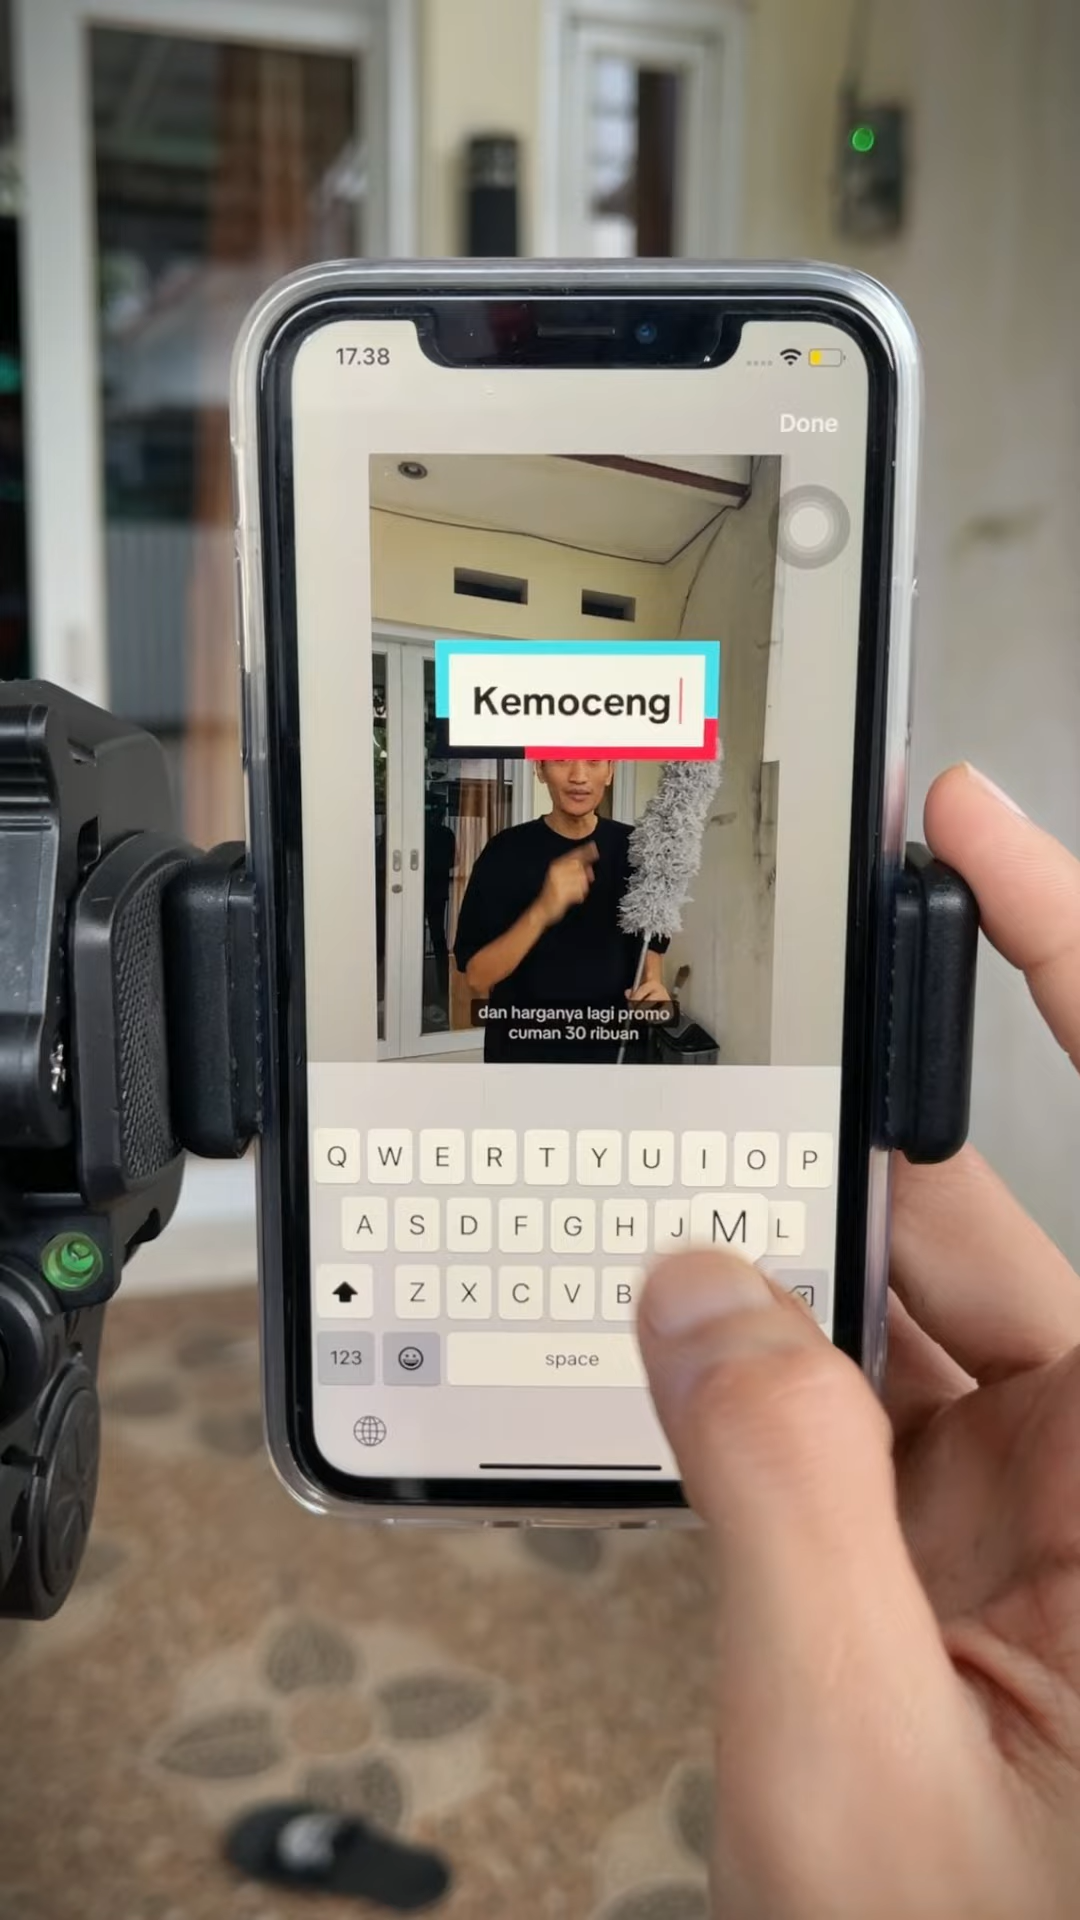 17.38
Done
Kemoceng
dan harganya lagi promo
cuman 30 ribuan
Q W E R T Y U I O P
A S D F G H J M L
Z X C V B
123 space